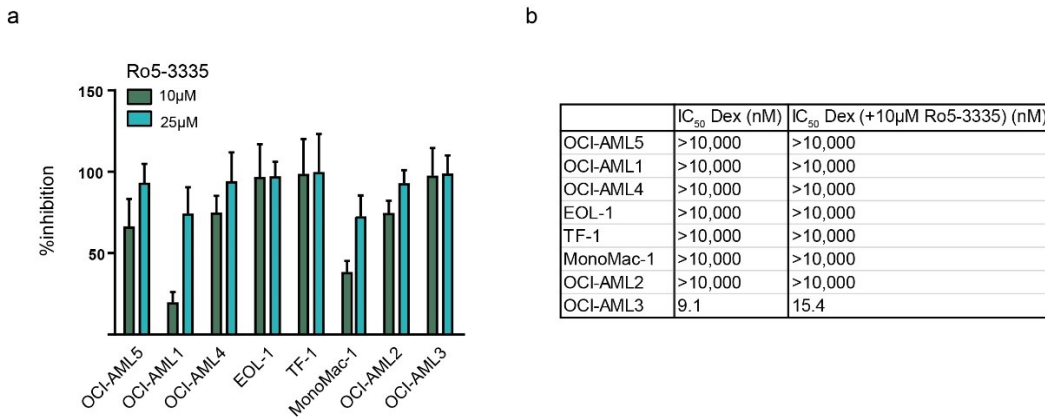 a
b
Ro5-3335
10µM
25µM
150
100
50
%inhibition
OCI-AML5
OCI-AML1
OCI-AML4
EOL-1
TF-1
MonoMac-1
OCI-AML2
OCI-AML3
IC50 Dex (nM) IC50 Dex (+10µM Ro5-3335) (nM)
OCI-AML5 >10,000 >10,000
OCI-AML1 >10,000 >10,000
OCI-AML4 >10,000 >10,000
EOL-1 >10,000 >10,000
TF-1 >10,000 >10,000
MonoMac-1 >10,000 >10,000
OCI-AML2 >10,000 >10,000
OCI-AML3 9.1 15.4